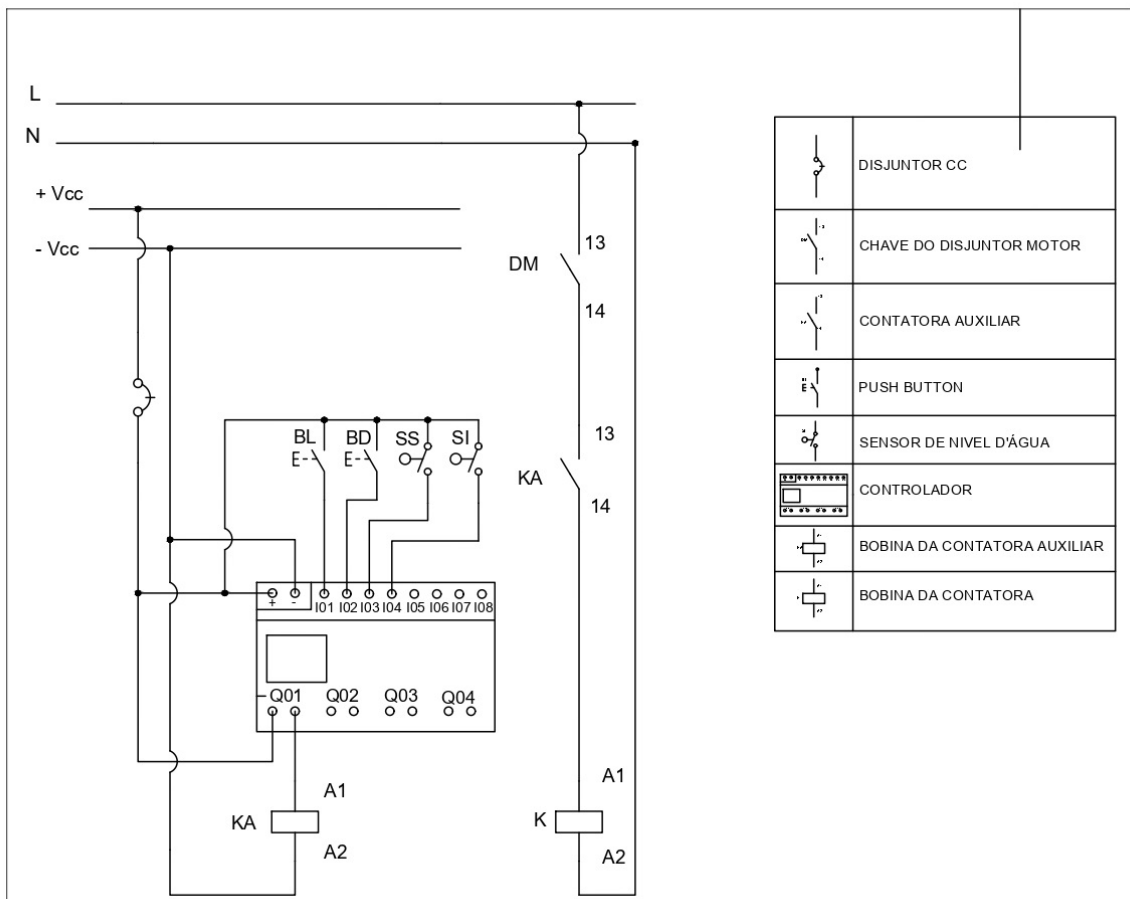 L
N
+ Vcc
- Vcc
13
DM
14
BL BD SS SI
E E
13
KA
14
+ - I01 I02 I03 I04 I05 I06 I07 I08
Q01 Q02 Q03 Q04
A1
KA
A2
A1
K
A2
DISJUNTOR CC
CHAVE DO DISJUNTOR MOTOR
CONTATORA AUXILIAR
E
PUSH BUTTON
SENSOR DE NIVEL D'ÁGUA
CONTROLADOR
BOBINA DA CONTATORA AUXILIAR
BOBINA DA CONTATORA